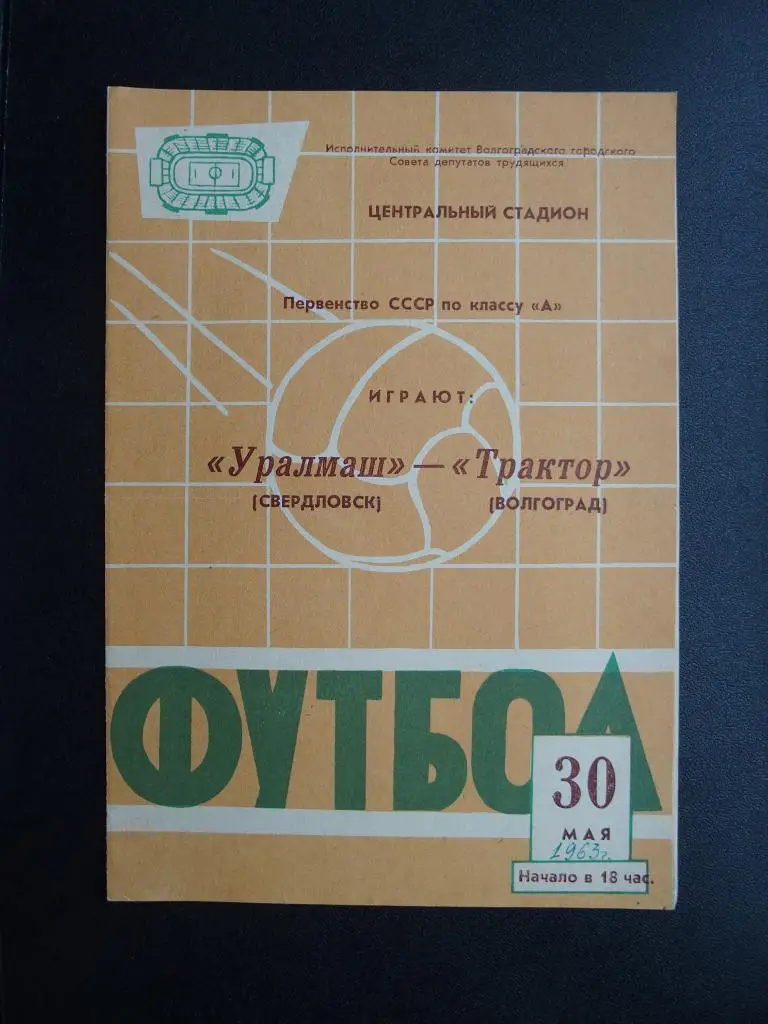 Исполнительный комитет Волгоградского городского
Совета депутатов трудящихся
ЦЕНТРАЛЬНЫЙ СТАДИОН
Первенство СССР по классу «А»
ИГРАЮТ:
«Уралмаш» — «Трактор»
(СВЕРДЛОВСК) (ВОЛГОГРАД)
ФУТБОЛ
30
МАЯ
1963г.
Начало в 18 час.